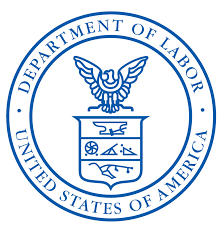 DEPARTMENT OF LABOR
UNITED STATES OF AMERICA